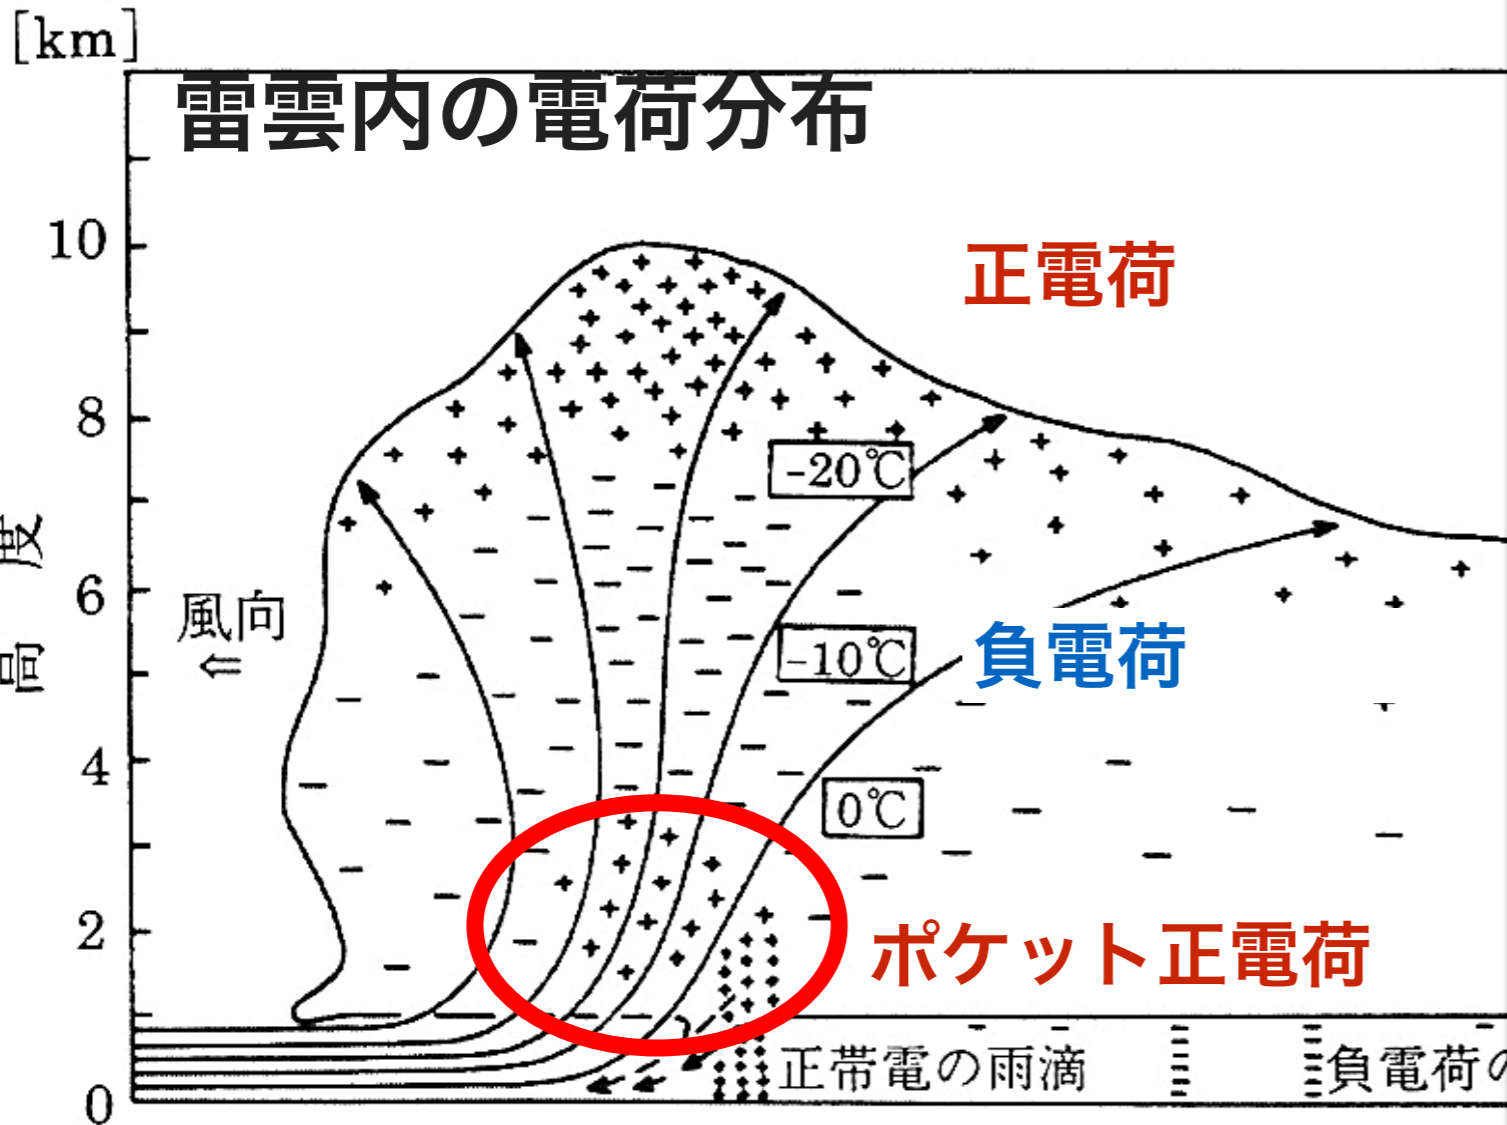 [km]
雷雲内の電荷分布
10
正電荷
8
-20℃
高度
6
風向
⇐
-10℃
負電荷
4
0℃
2
ポケット正電荷
正帯電の雨滴
負電荷の
0